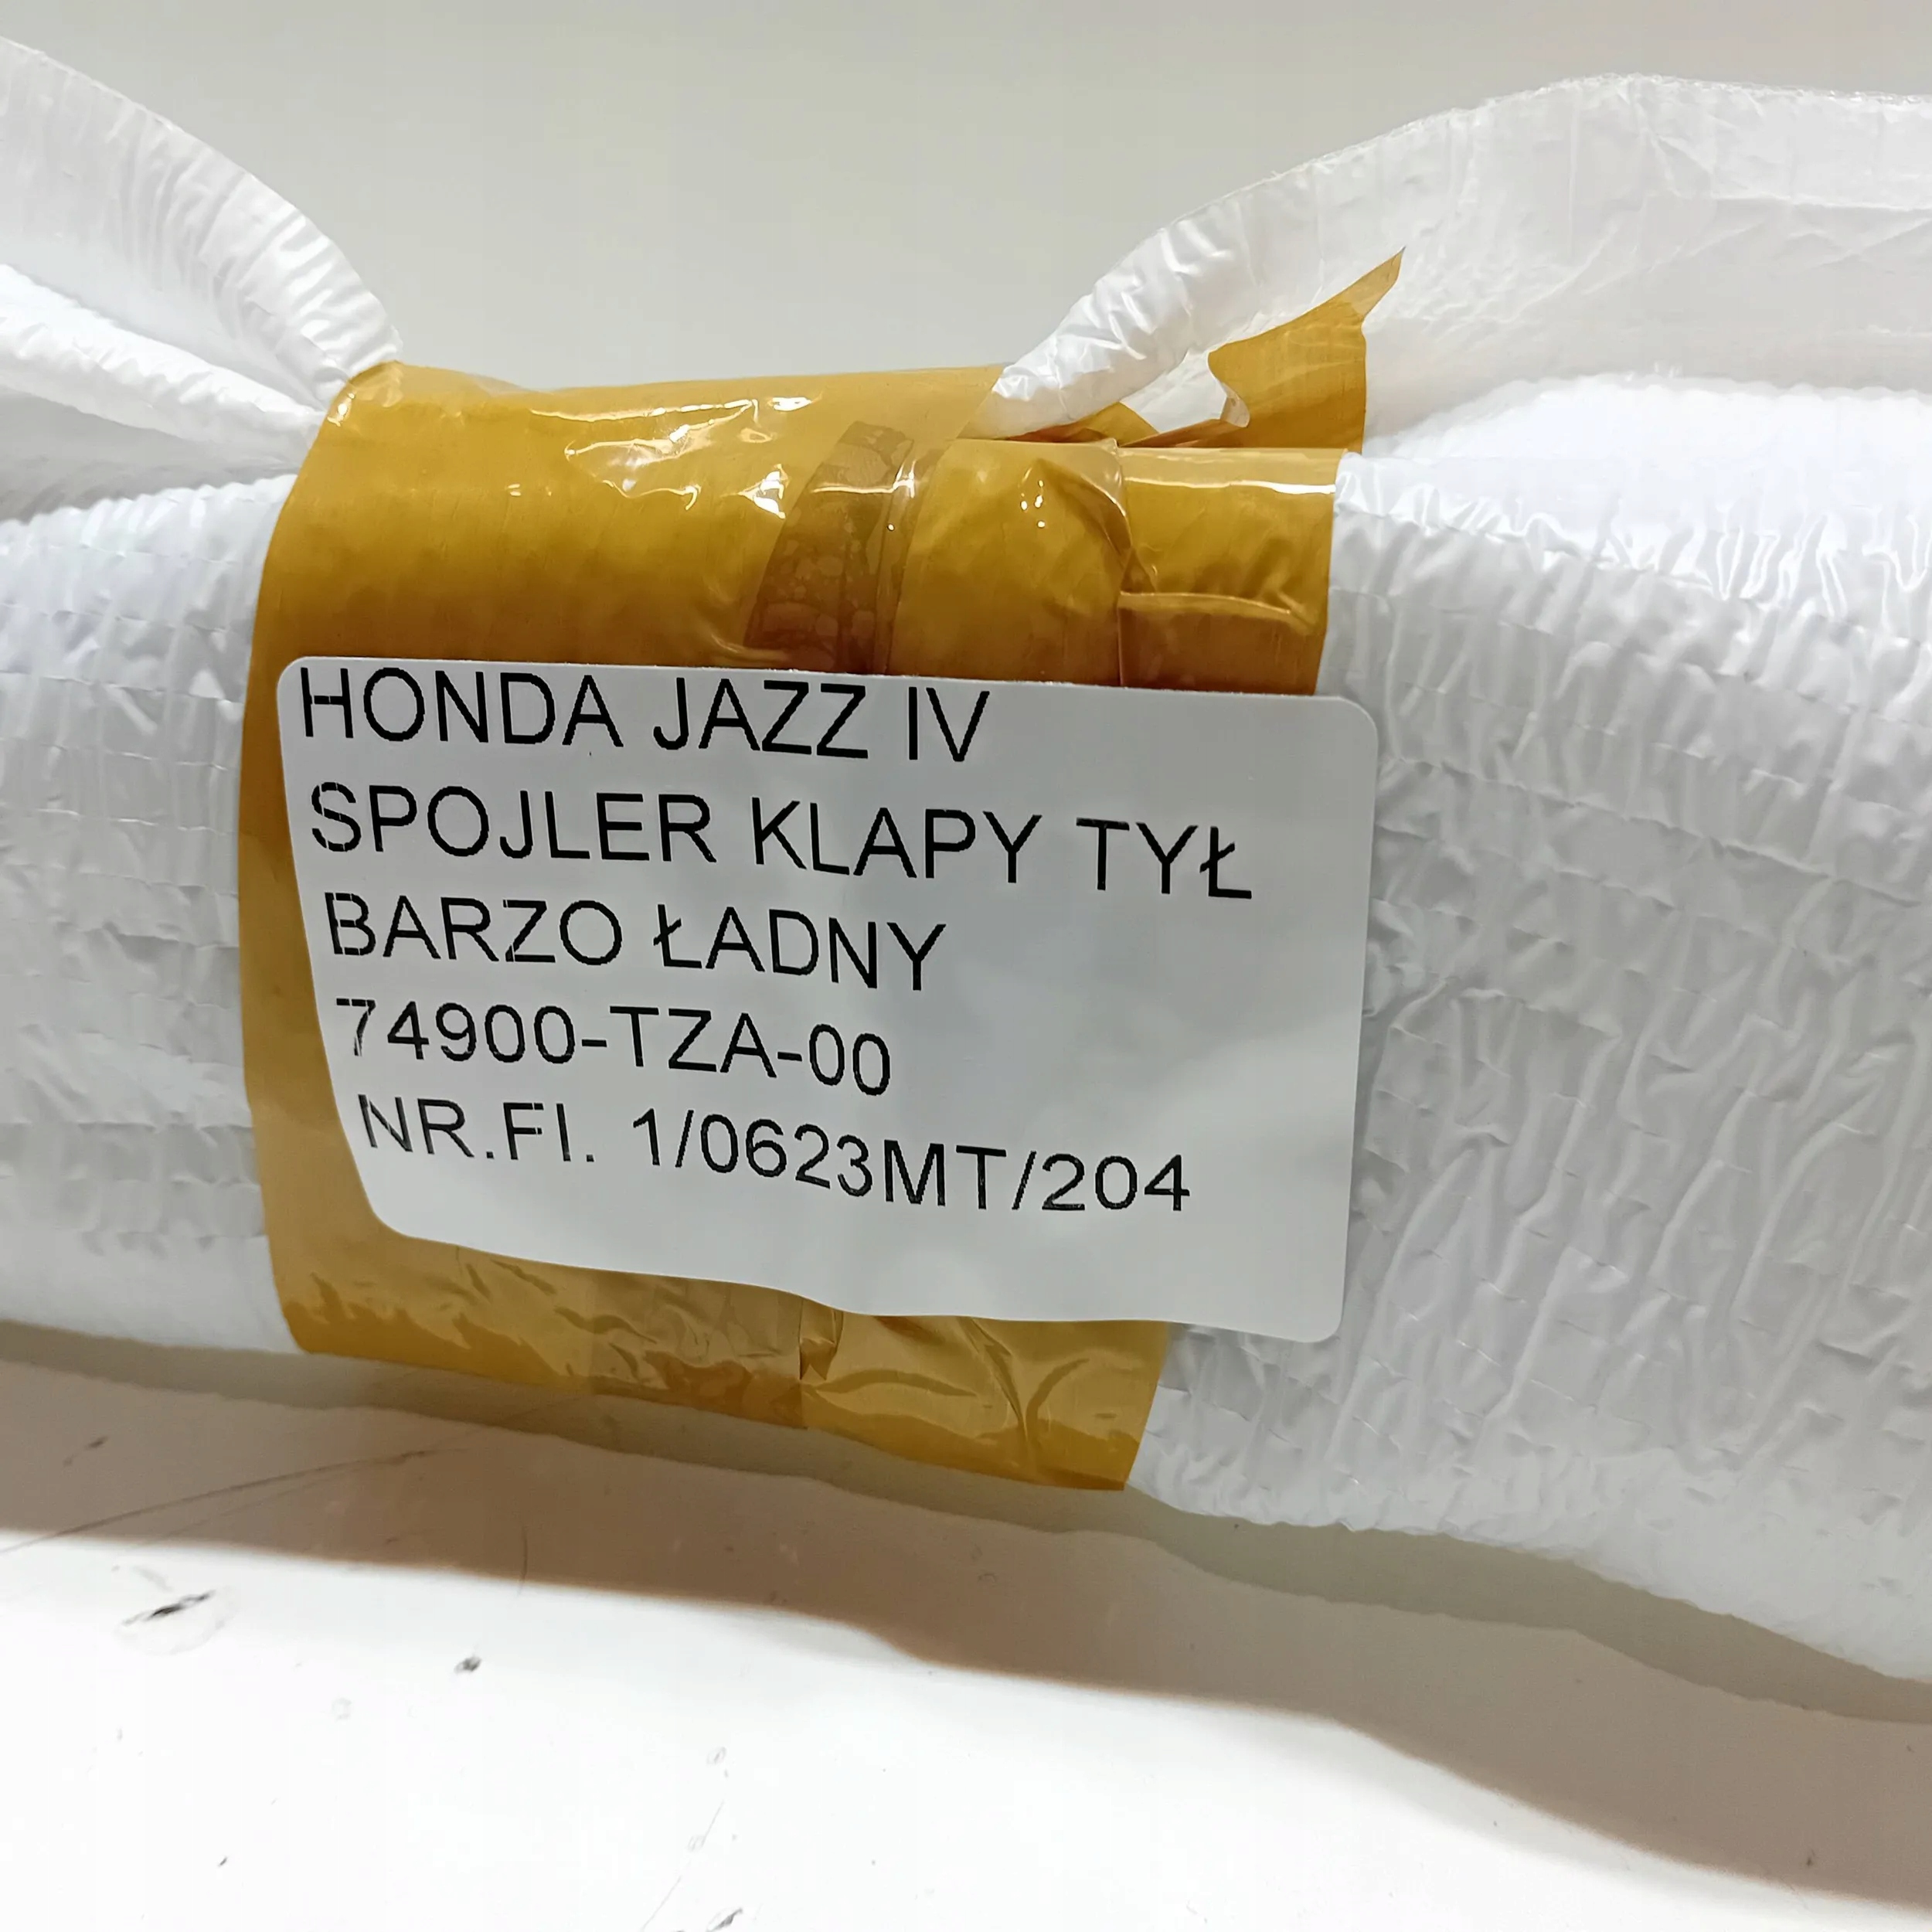 HONDA JAZZ IV
SPOJLER KLAPY TYŁ
BARZO ŁADNY
74900-TZA-00
NR.FI. 1/0623MT/204